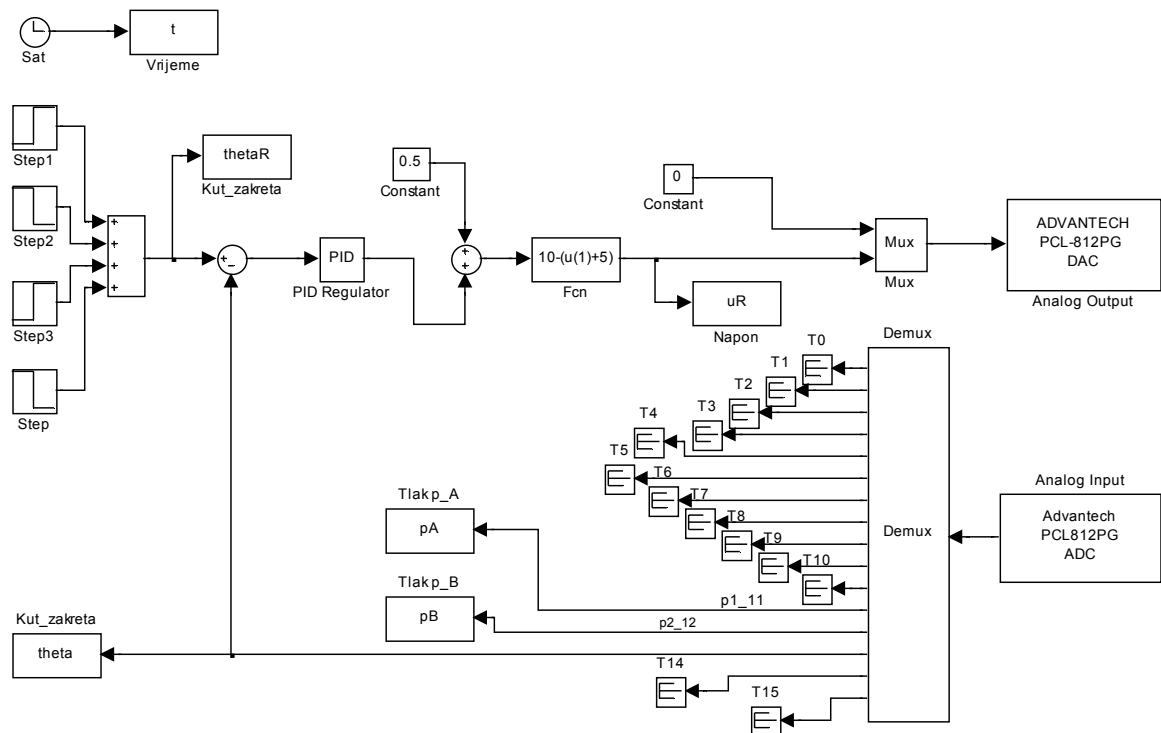 t
Sat
Vrijeme
Step1
thetaR
Kut_zakreta
0.5
Constant
0
Constant
Step2
+
+
+
+
+
−
PID
PID Regulator
+
+
10-(u(1)+5)
Fcn
Mux
Mux
ADVANTECH
PCL-812PG
DAC
Analog Output
uR
Napon
Step3
Step
Demux
T0
T1
T2
T3
T4
T5
T6
T7
T8
T9
T10
Demux
Analog Input
Advantech
PCL812PG
ADC
Tlak p_A
pA
p1_11
Tlak p_B
pB
p2_12
Kut_zakreta
theta
T14
T15